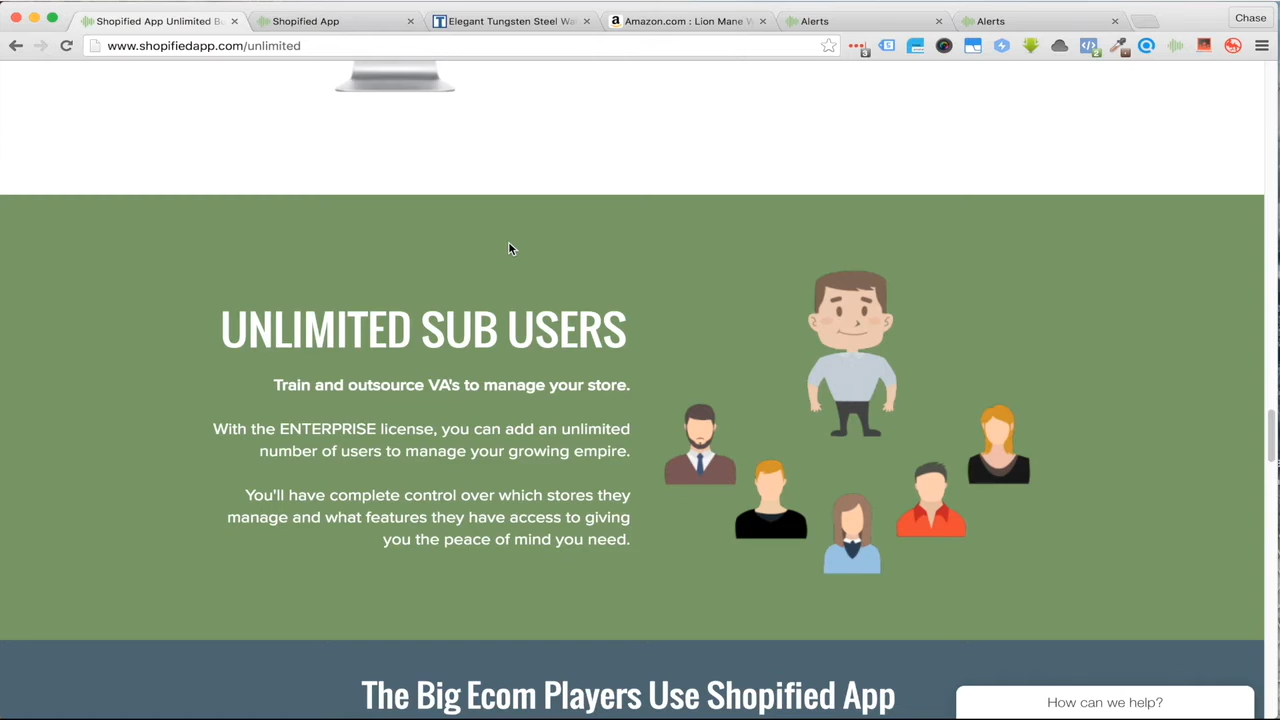 Shopified App Unlimited B
Shopified App
Elegant Tungsten Steel Wa
Amazon.com : Lion Mane W
Alerts
Alerts
Chase
www.shopifiedapp.com/unlimited
UNLIMITED SUB USERS
Train and outsource VA's to manage your store.
With the ENTERPRISE license, you can add an unlimited
number of users to manage your growing empire.
You'll have complete control over which stores they
manage and what features they have access to giving
you the peace of mind you need.
The Big Ecom Players Use Shopified App
How can we help?